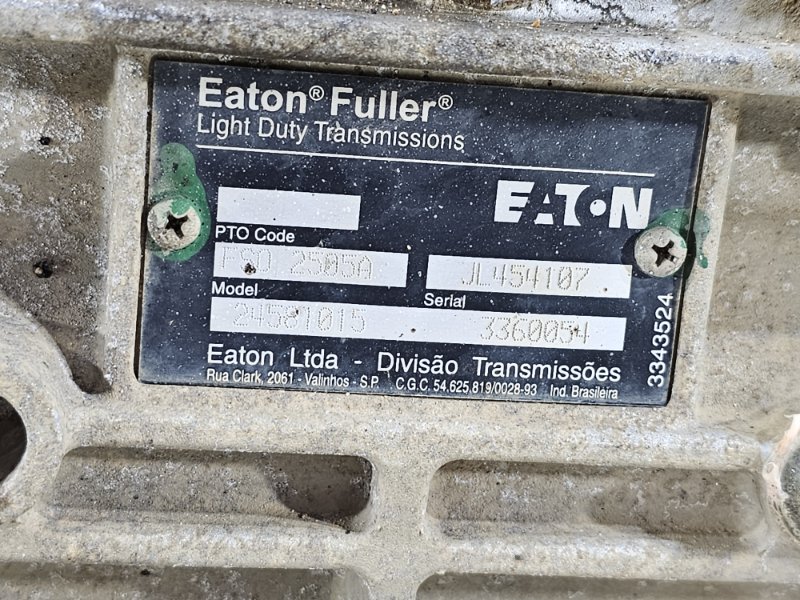 Eaton® Fuller®
Light Duty Transmissions
EATON
PTO Code
FSO 2505A JL454107
Model Serial
24581015 3360054
Eaton Ltda - Divisão Transmissões
Rua Clark, 2061 - Valinhos - S.P. C.G.C. 54.625.819/0028-93 Ind. Brasileira
3343524